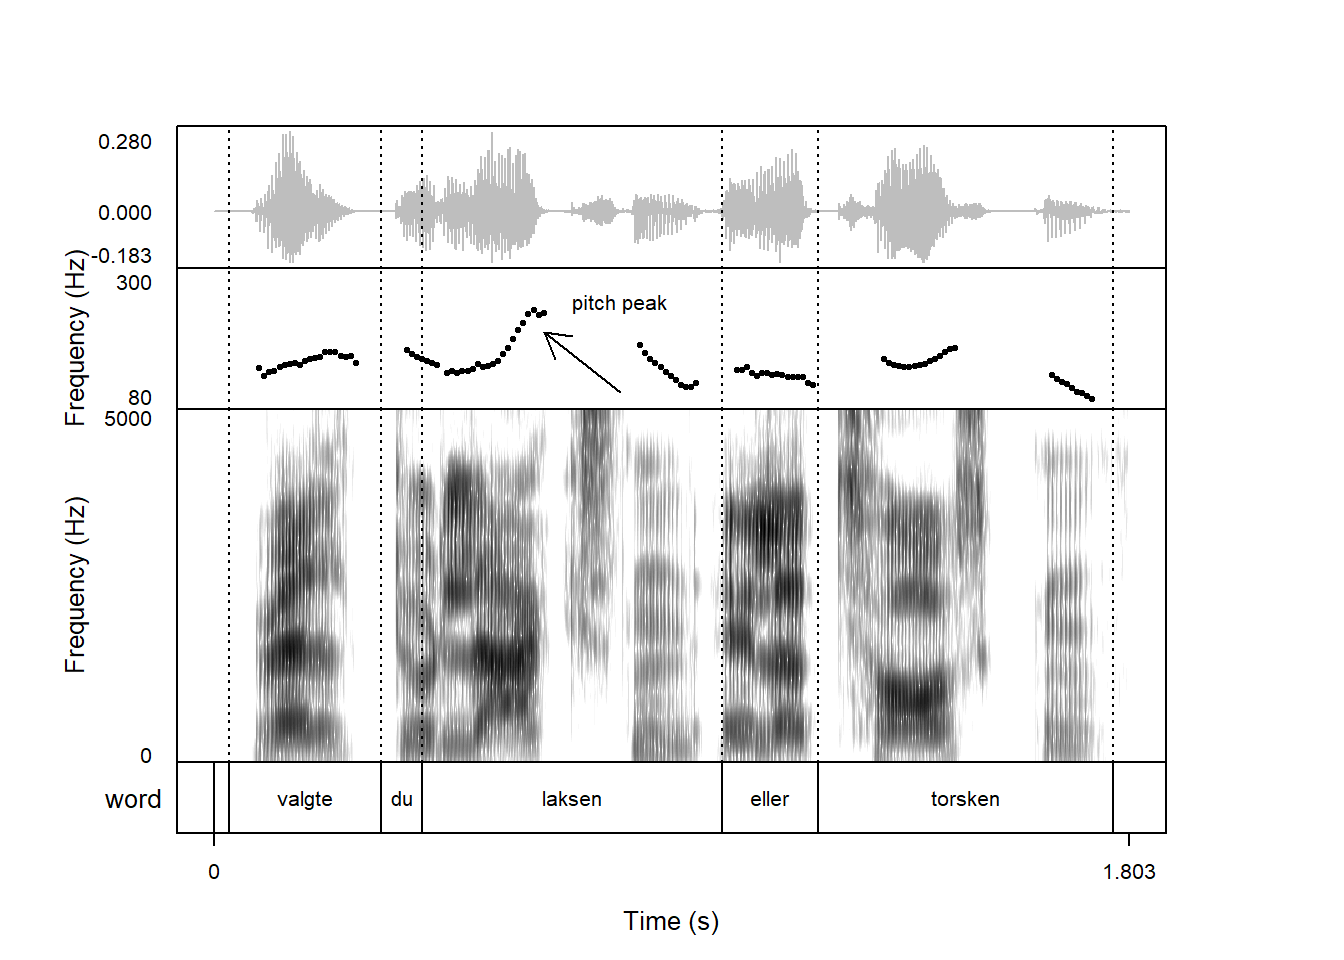 0.280
0.000
-0.183
Frequency (Hz)
300
80
pitch peak
Frequency (Hz)
5000
0
word
valgte
du
laksen
eller
torsken
0
1.803
Time (s)